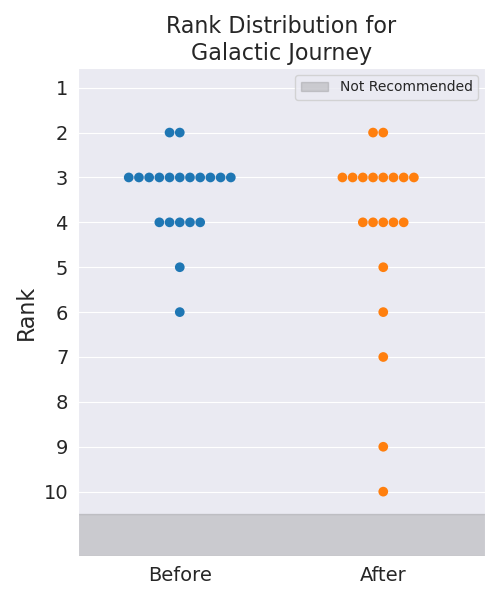 Rank Distribution for
Galactic Journey
Not Recommended
1
2
3
4
5
6
7
8
9
10
Rank
Before
After